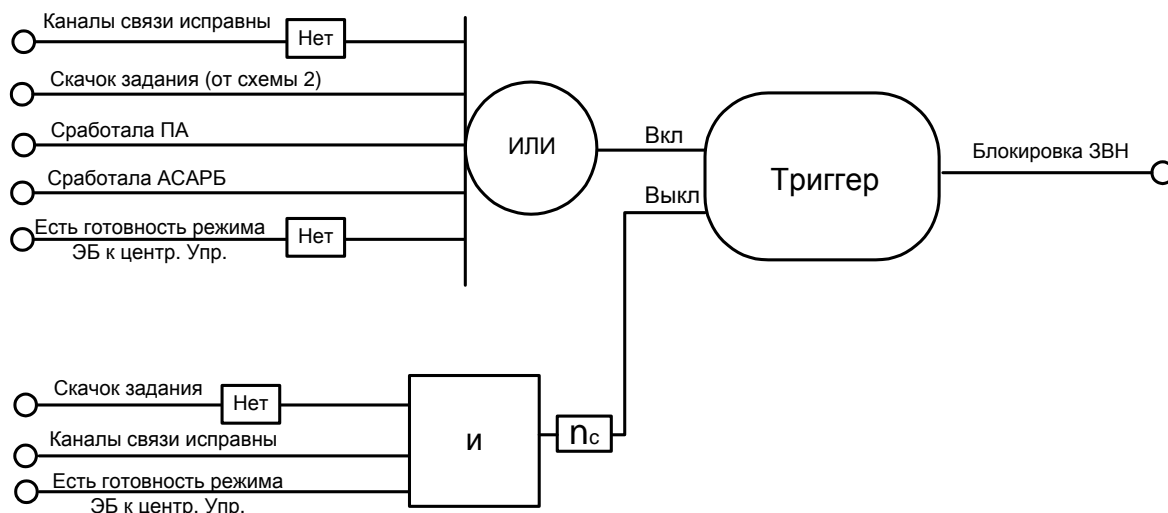 Каналы связи исправны
Нет
Скачок задания (от схемы 2)
Сработала ПА
Сработала АСАРБ
Есть готовность режима
ЭБ к центр. Упр.
Нет
ИЛИ
Вкл
Выкл
Триггер
Блокировка ЗВН
Скачок задания
Нет
Каналы связи исправны
Есть готовность режима
ЭБ к центр. Упр.
и
nс